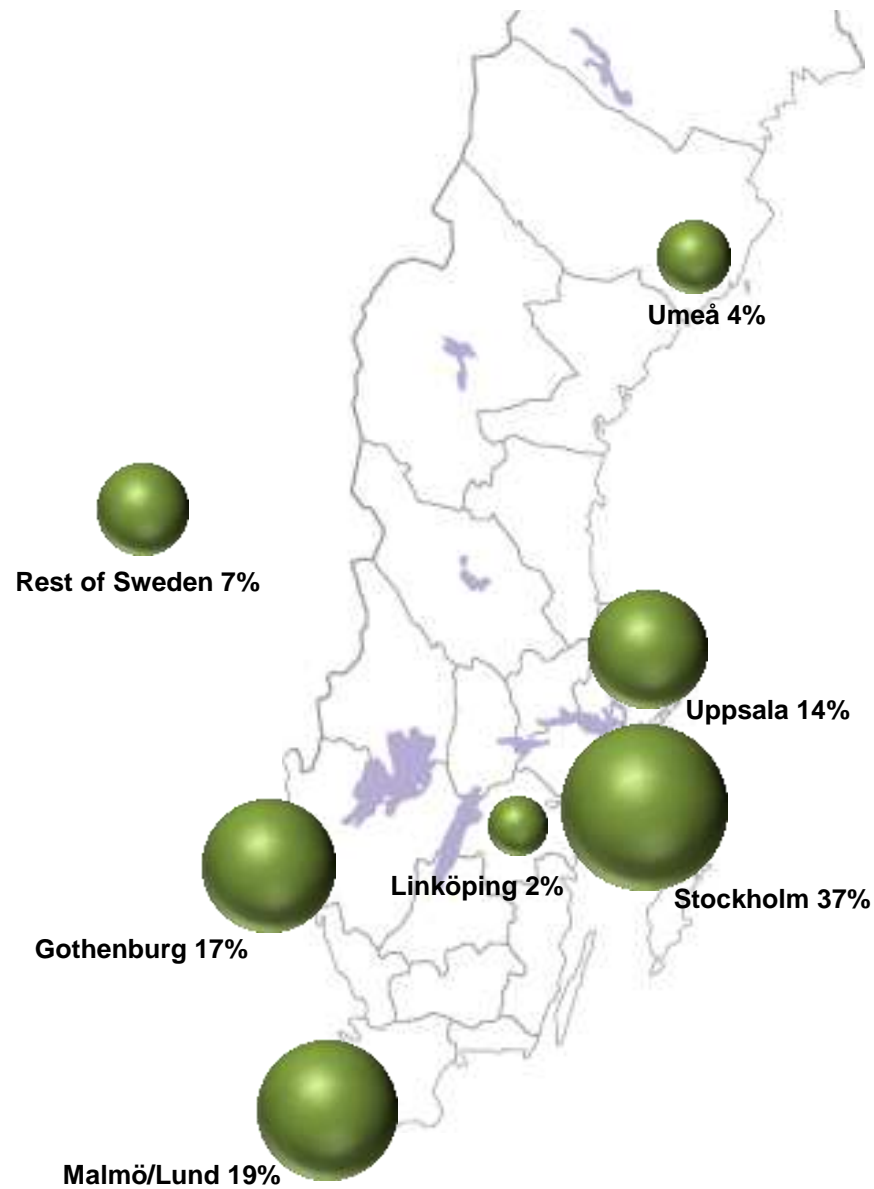 Umeå 4%
Rest of Sweden 7%
Uppsala 14%
Linköping 2%
Stockholm 37%
Gothenburg 17%
Malmö/Lund 19%